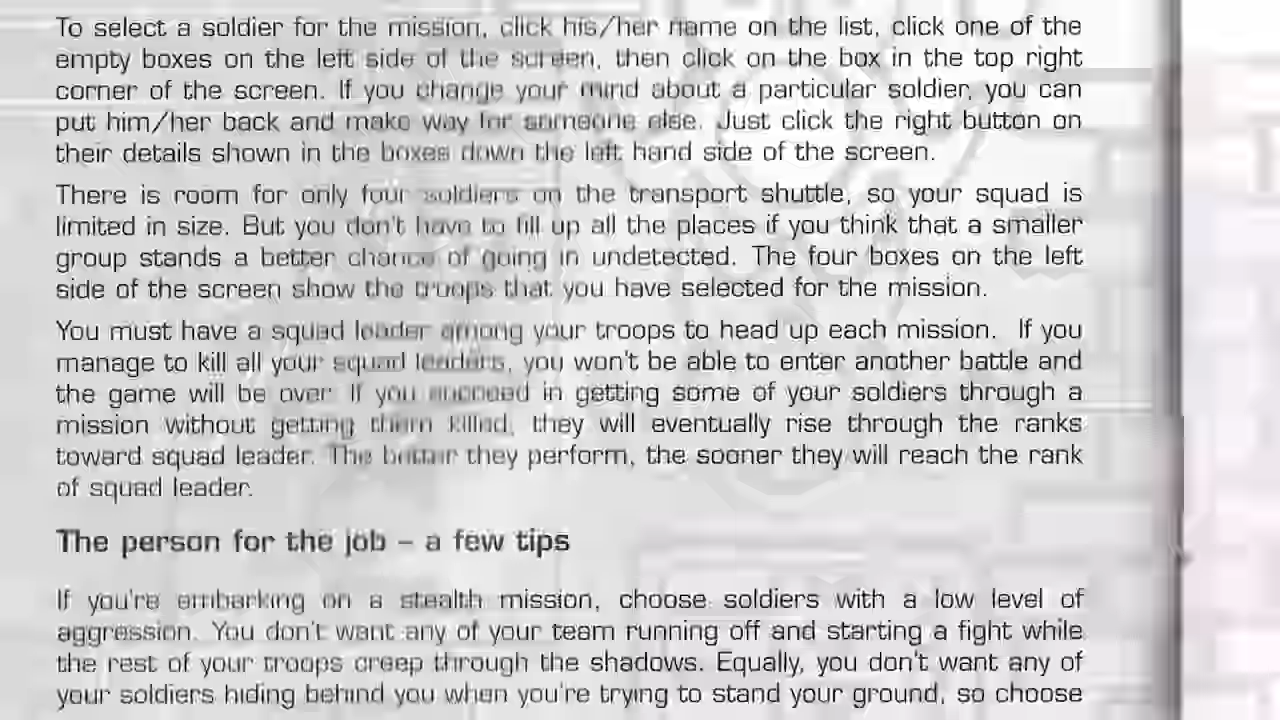 To select a soldier for the mission, click his/her name on the list, click one of the
empty boxes on the left side of the screen, then click on the box in the top right
corner of the screen. If you change your mind about a particular soldier, you can
put him/her back and make way for someone else. Just click the right button on
their details shown in the boxes down the left hand side of the screen.
There is room for only four soldiers on the transport shuttle, so your squad is
limited in size. But you don't have to fill up all the places if you think that a smaller
group stands a better chance of going in undetected. The four boxes on the left
side of the screen show the troops that you have selected for the mission.
You must have a squad leader among your troops to head up each mission. If you
manage to kill all your squad leaders, you won't be able to enter another battle and
the game will be over. If you succeed in getting some of your soldiers through a
mission without getting them killed, they will eventually rise through the ranks
toward squad leader. The better they perform, the sooner they will reach the rank
of squad leader.
The person for the job – a few tips
If you're embarking on a stealth mission, choose soldiers with a low level of
aggression. You don't want any of your team running off and starting a fight while
the rest of your troops creep through the shadows. Equally, you don't want any of
your soldiers hiding behind you when you're trying to stand your ground, so choose